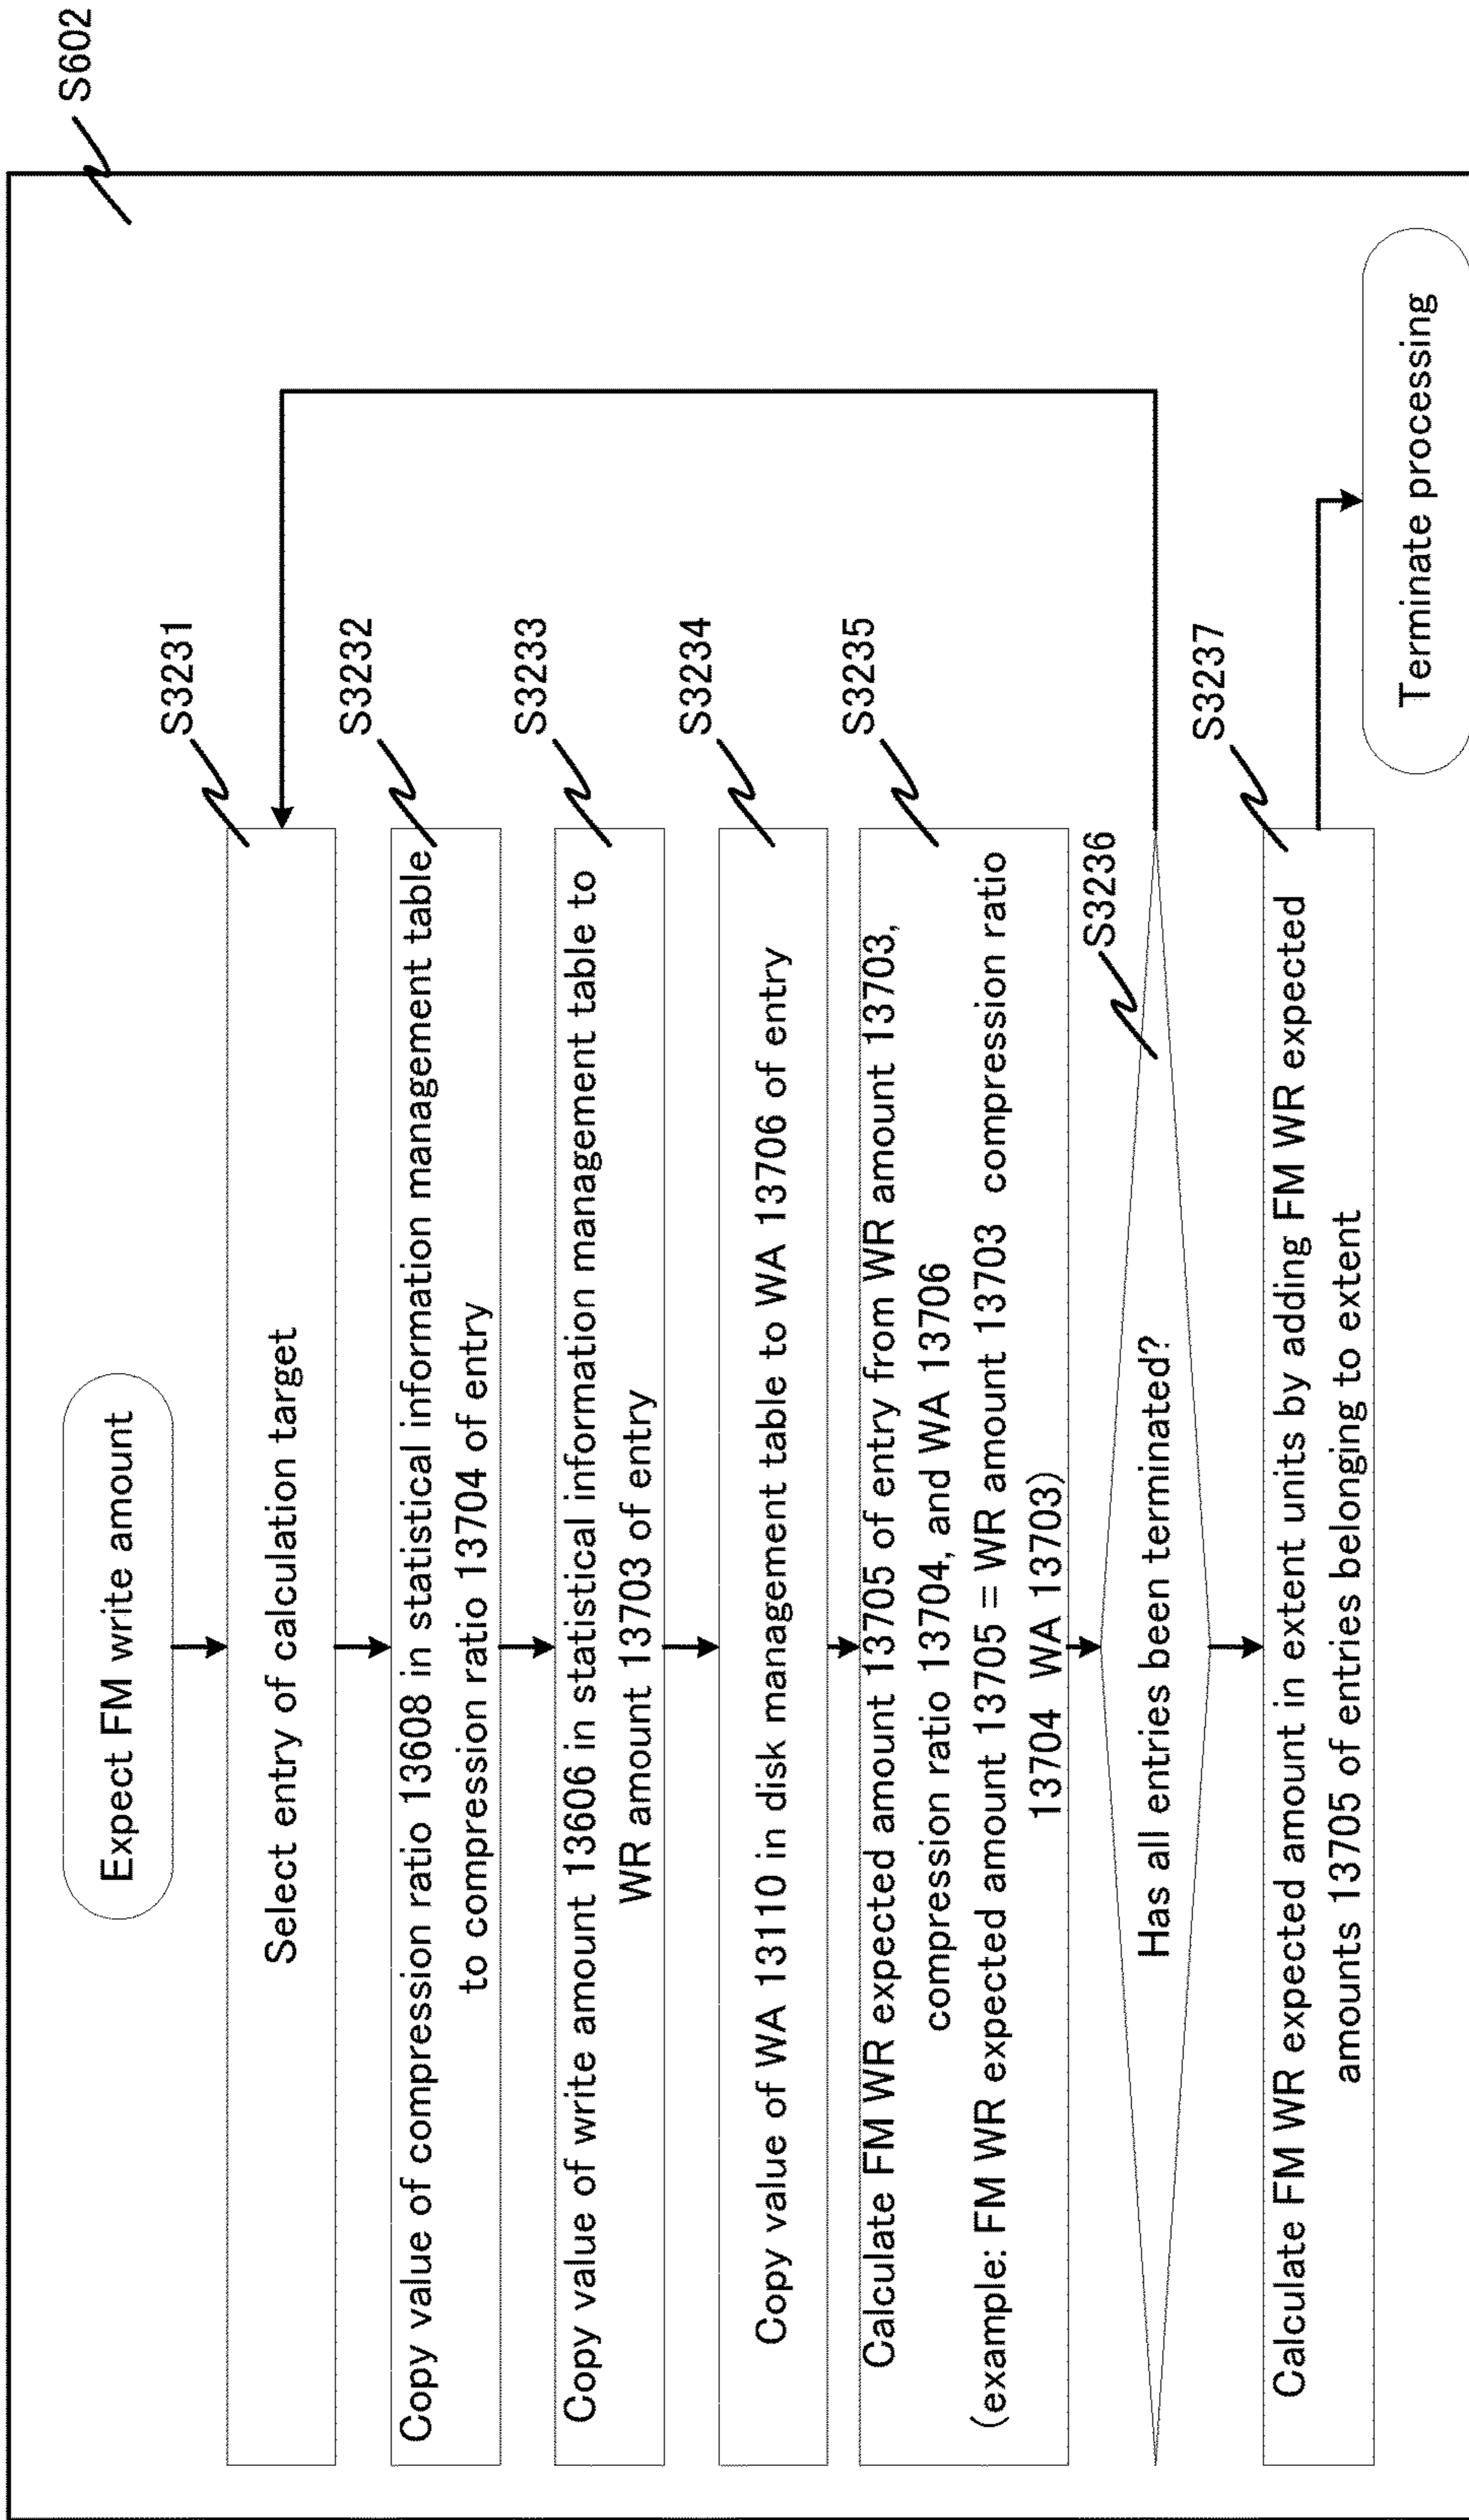 S602
Expect FM write amount
S3231
Select entry of calculation target
S3232
Copy value of compression ratio 13608 in statistical information management table
to compression ratio 13704 of entry
S3233
Copy value of write amount 13606 in statistical information management table to
WR amount 13703 of entry
S3234
Copy value of WA 13110 in disk management table to WA 13706 of entry
S3235
Calculate FM WR expected amount 13705 of entry from WR amount 13703,
compression ratio 13704, and WA 13706
(example: FM WR expected amount 13705 = WR amount 13703 compression ratio
13704 WA 13703)
S3236
Has all entries been terminated?
S3237
Calculate FM WR expected amount in extent units by adding FM WR expected
amounts 13705 of entries belonging to extent
Terminate processing